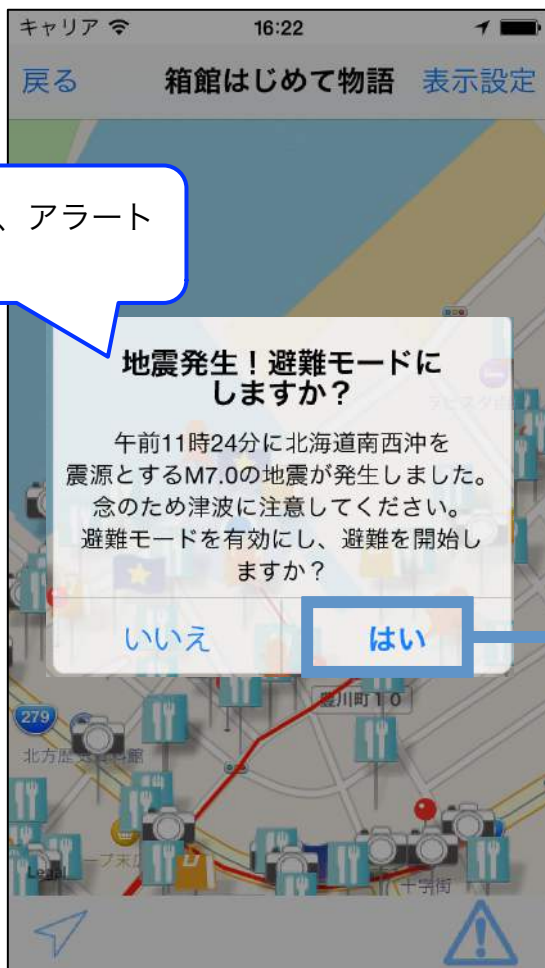 キャリア 16:22
戻る 箱館はじめて物語 表示設定
、アラート
地震発生！避難モードに
しますか？
午前11時24分に北海道南西沖を
震源とするM7.0の地震が発生しました。
念のため津波に注意してください。
避難モードを有効にし、避難を開始し
ますか？
いいえ はい
豊川町10
279
Legal
十字街